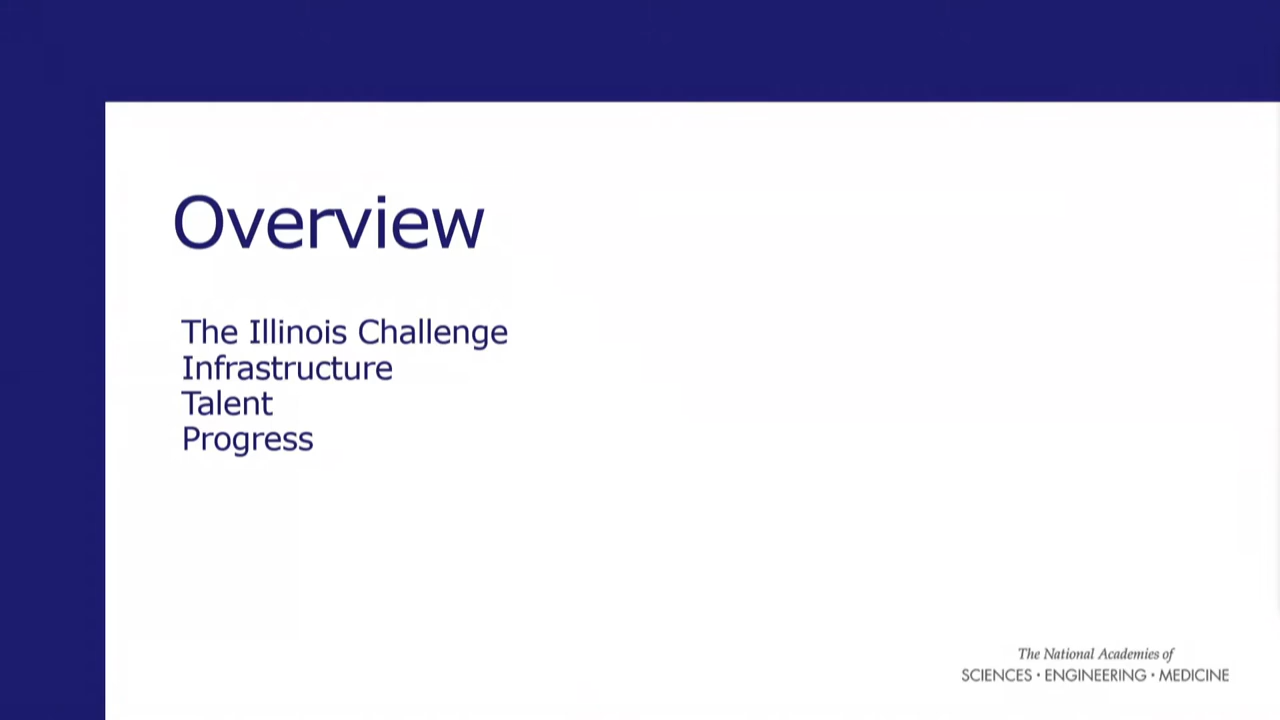 Overview
The Illinois Challenge
Infrastructure
Talent
Progress
The National Academies of
SCIENCES · ENGINEERING · MEDICINE